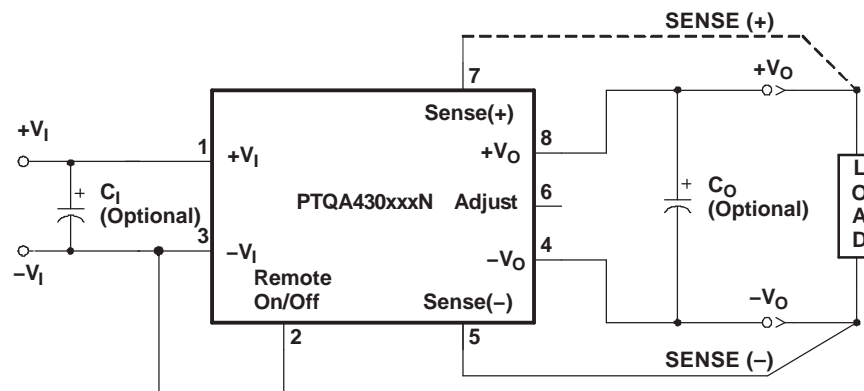 SENSE (+)
7
+VO
Sense(+)
+VI
1
8
+VI
+VO
L
O
A
D
+
CI
(Optional)
PTQA430xxxN
Adjust
6
+
CO
(Optional)
3
4
−VI
−VO
−VI
Remote
On/Off
Sense(−)
−VO
2
5
SENSE (−)